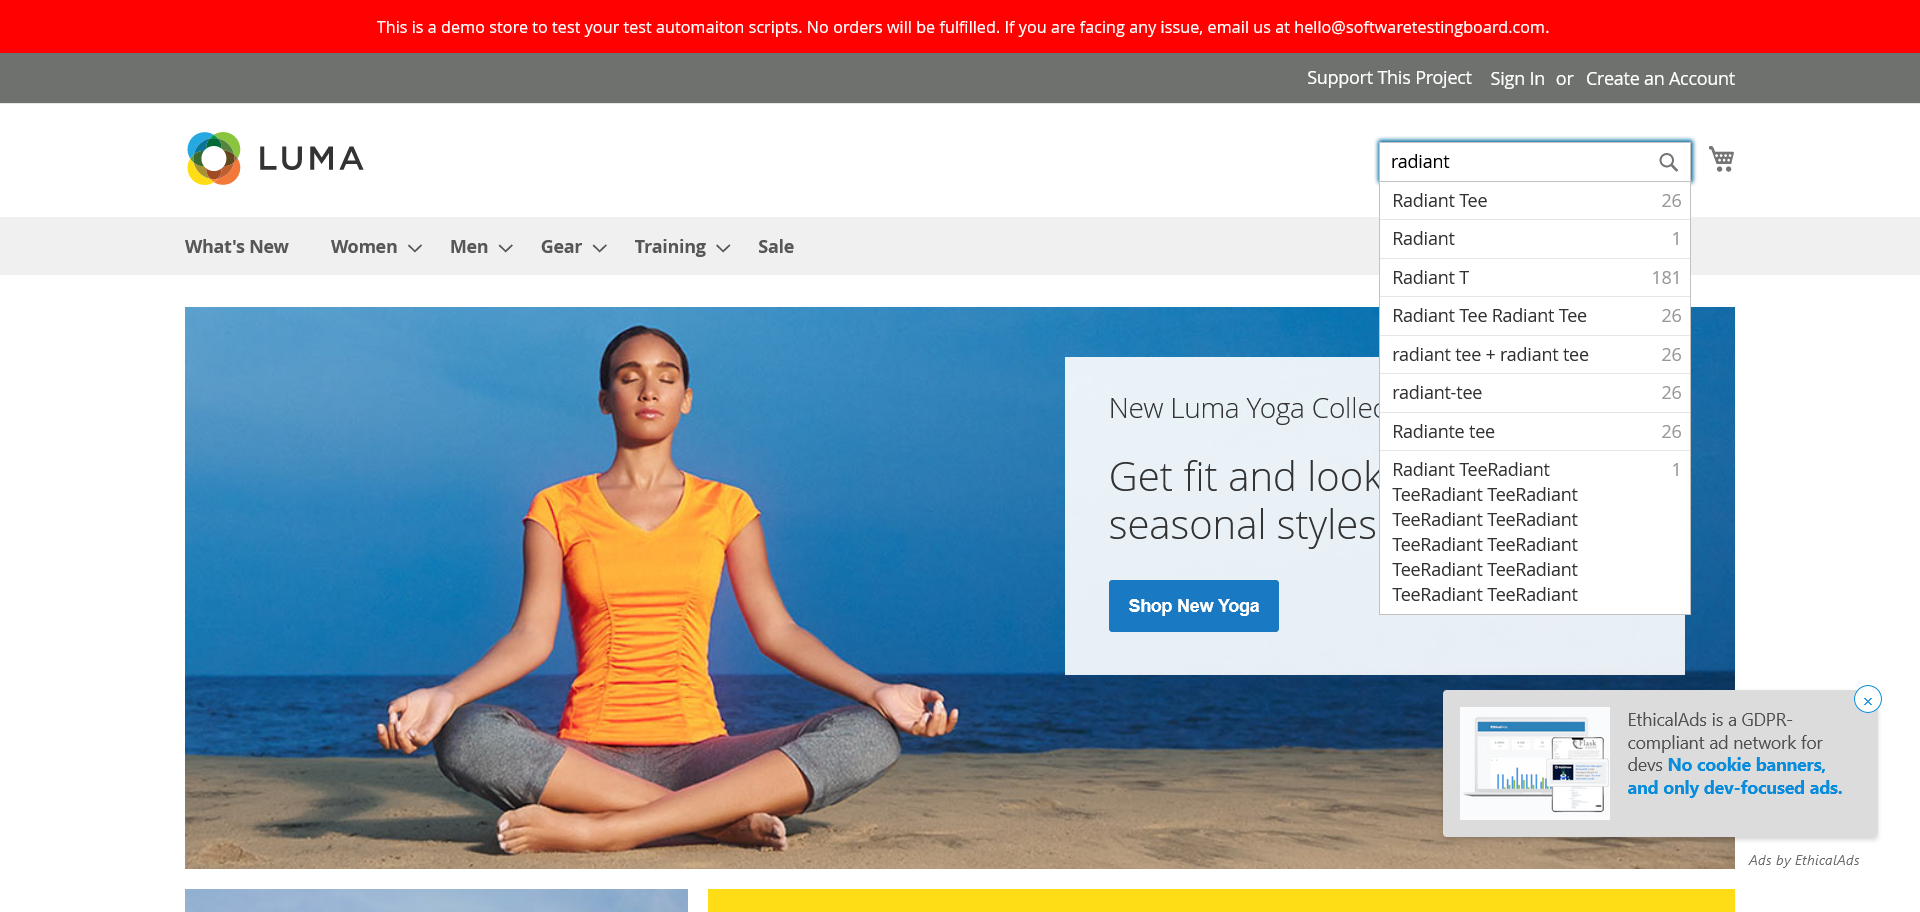 This is a demo store to test your test automaiton scripts. No orders will be fulfilled. If you are facing any issue, email us at hello@softwaretestingboard.com.
Support This Project Sign In or Create an Account
LUMA
radiant
Radiant Tee 26
Radiant 1
Radiant T 181
Radiant Tee Radiant Tee 26
radiant tee + radiant tee 26
radiant-tee 26
Radiante tee 26
Radiant TeeRadiant 1
TeeRadiant TeeRadiant
TeeRadiant TeeRadiant
TeeRadiant TeeRadiant
TeeRadiant TeeRadiant
TeeRadiant TeeRadiant
What's New Women Men Gear Training Sale
New Luma Yoga Collec
Get fit and look
seasonal styles
Shop New Yoga
EthicalAds is a GDPR-
compliant ad network for
devs No cookie banners,
and only dev-focused ads.
Ads by EthicalAds